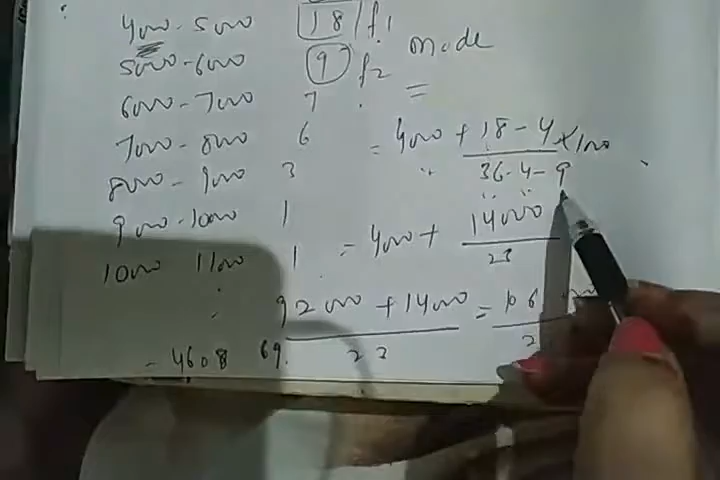 4000-5000 18 f1
5000-6000 9 f2 mode
6000-7000 7 =
7000-8000 6 = 4000 + 18-4 × 1000
8000-9000 3 36-4-9
9000-10000 1 = 4000 + 14000
10000 11000 1 23
92000 + 14000 = 106
23
= 4608 69.